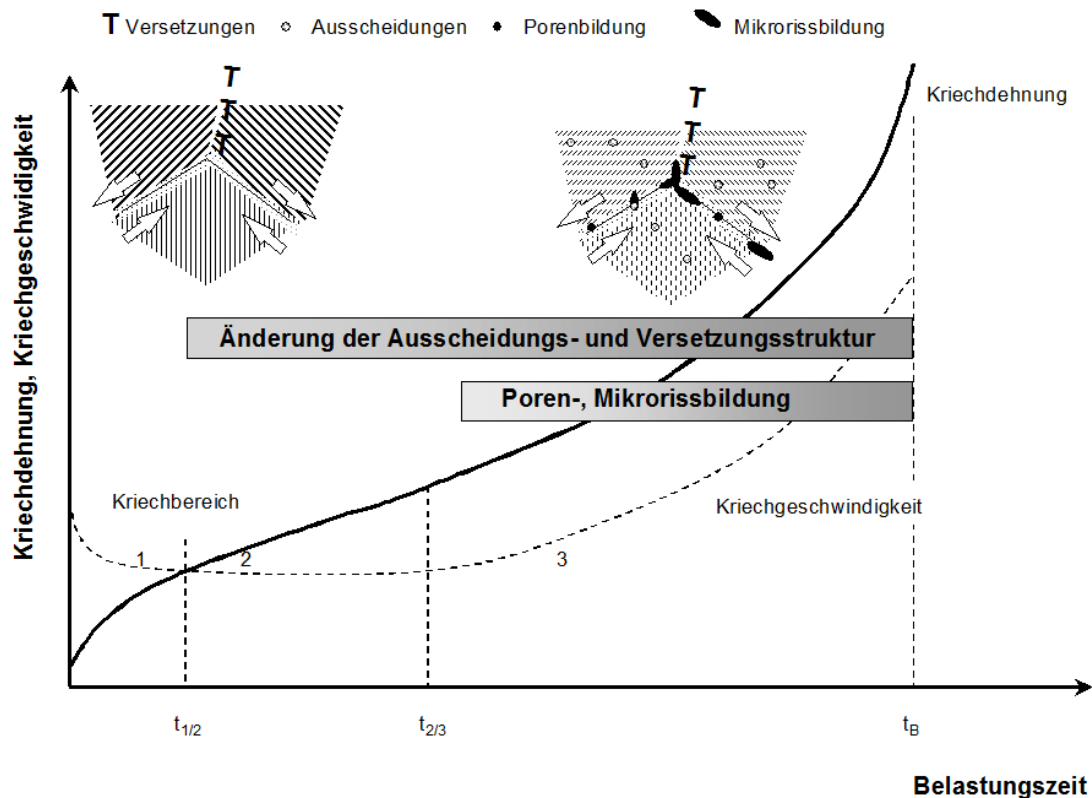 T Versetzungen Ausscheidungen Porenbildung Mikrorissbildung
T
T
T
T
T
T
Kriechdehnung
Kriechdehnung, Kriechgeschwidigkeit
Änderung der Ausscheidungs- und Versetzungsstruktur
Poren-, Mikrorissbildung
Kriechbereich
Kriechgeschwindigkeit
1 2 3
t1/2 t2/3 tB
Belastungszeit